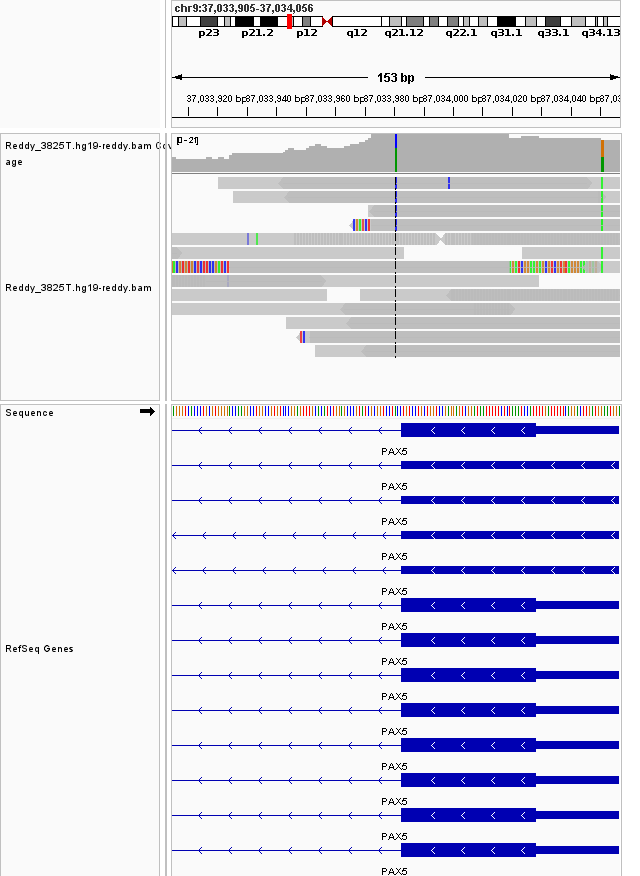 chr9:37,033,905-37,034,056
p23 p21.2 p12 q12 q21.12 q22.1 q31.1 q33.1 q34.13
153 bp
37,033,920 bp 37,033,940 bp 37,033,960 bp 37,033,980 bp 37,034,000 bp 37,034,020 bp 37,034,040 bp
[0 - 21]
Reddy_3825T.hg19-reddy.bam Cov
age
Reddy_3825T.hg19-reddy.bam
Sequence
PAX5
PAX5
PAX5
PAX5
PAX5
PAX5
RefSeq Genes
PAX5
PAX5
PAX5
PAX5
PAX5
PAX5
PAX5